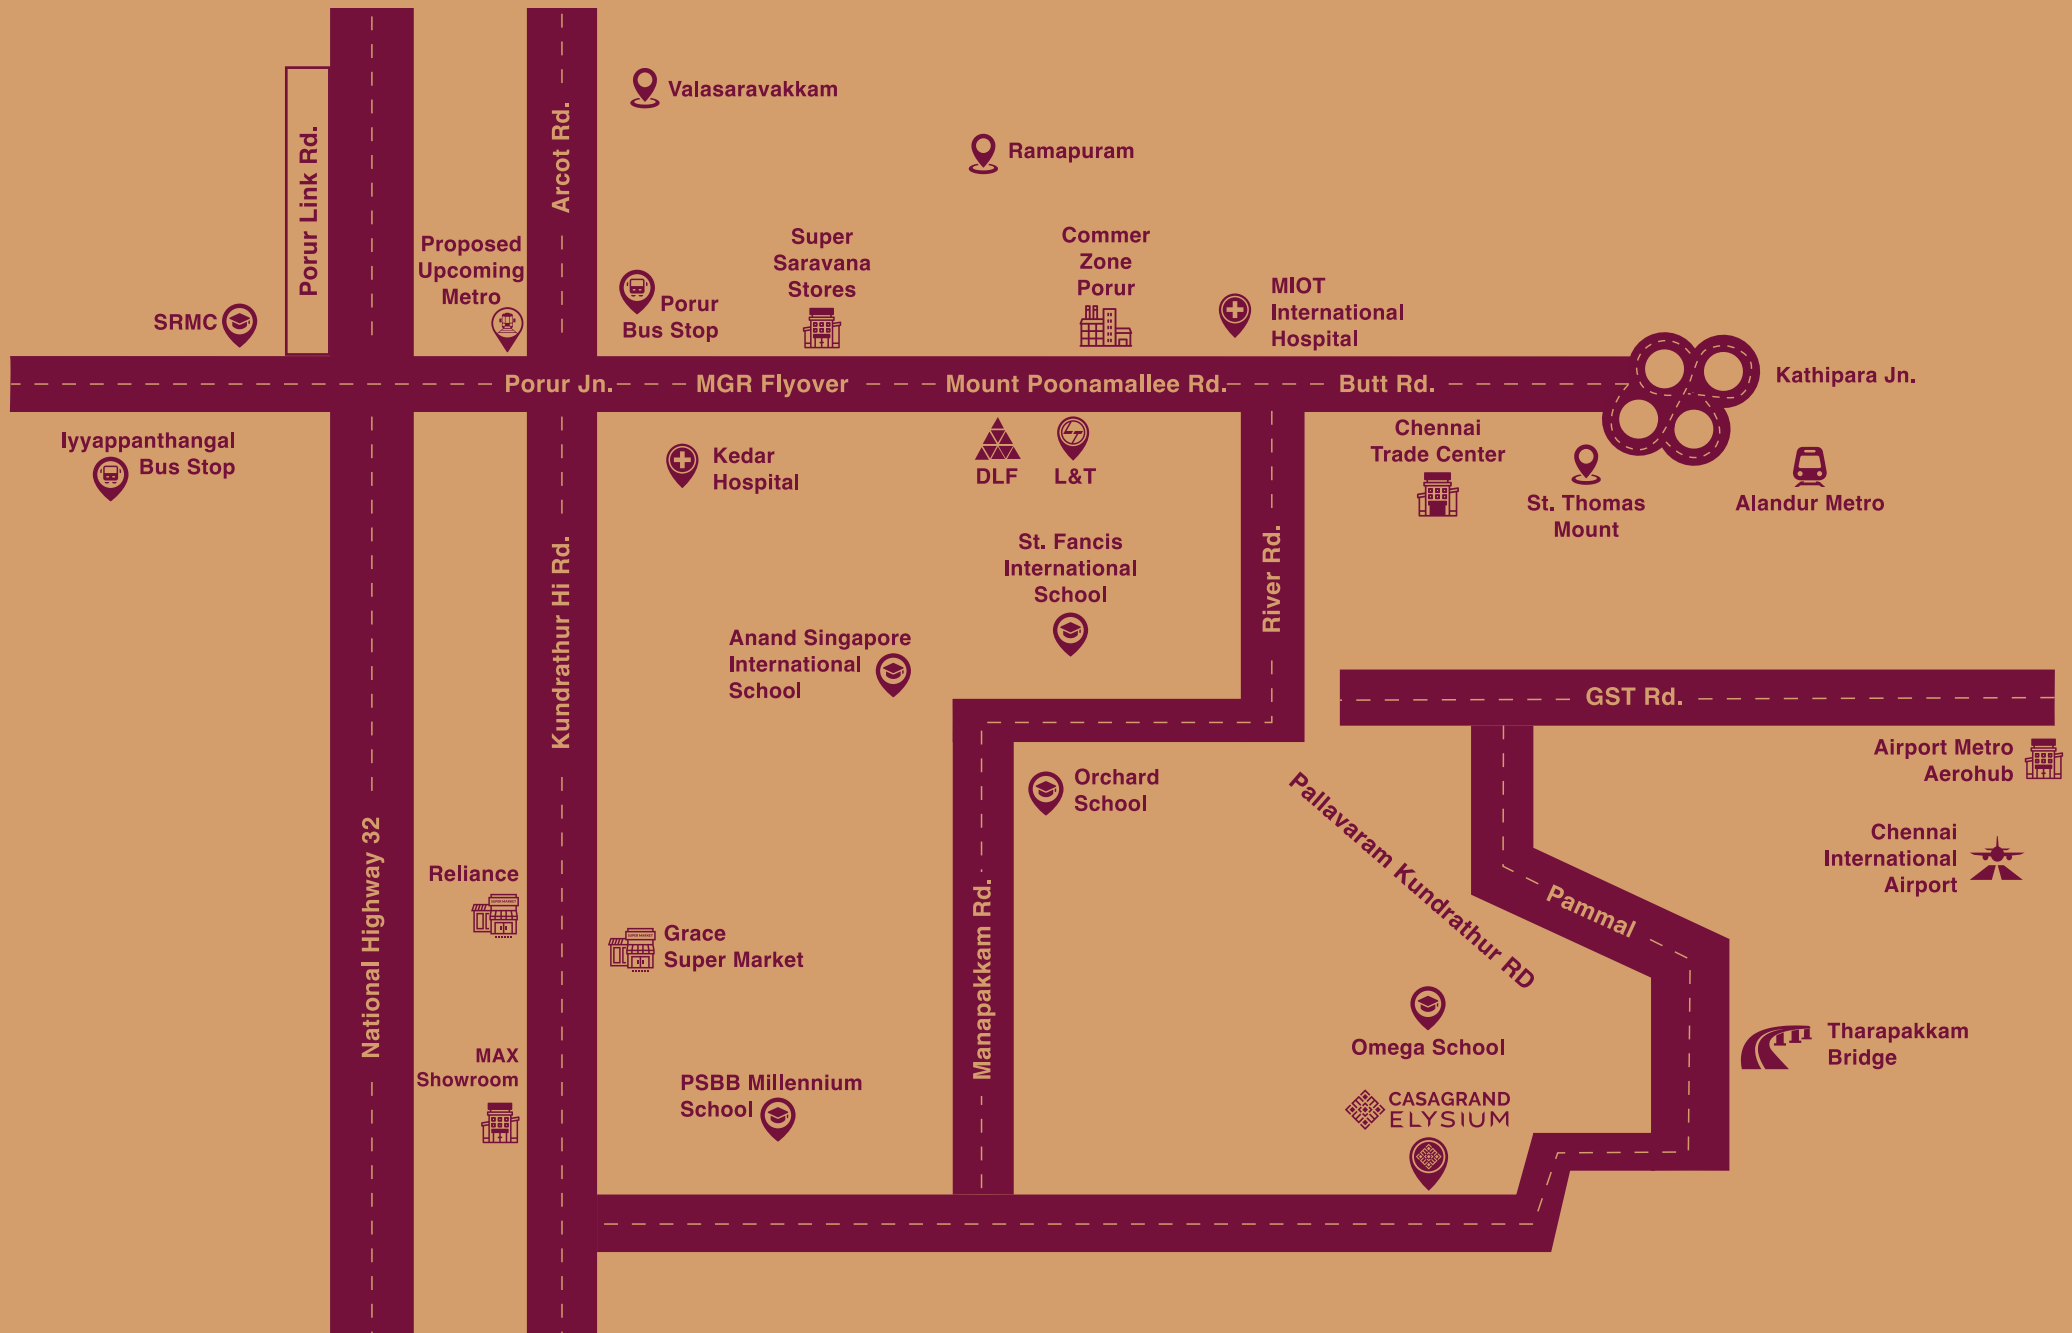 Valasaravakkam
Ramapuram
Porur Link Rd.
Arcot Rd.
Proposed
Upcoming
Metro
SRMC
Porur
Bus Stop
Super
Saravana
Stores
Commer
Zone
Porur
MIOT
International
Hospital
Porur Jn.
MGR Flyover
Mount Poonamallee Rd.
Butt Rd.
Kathipara Jn.
Iyyappanthangal
Bus Stop
Kedar
Hospital
DLF
L&T
Chennai
Trade Center
St. Thomas
Mount
Alandur Metro
St. Fancis
International
School
River Rd.
Kundrathur Hi Rd.
Anand Singapore
International
School
GST Rd.
Airport Metro
Aerohub
Orchard
School
Pallavaram Kundrathur RD
Chennai
International
Airport
National Highway 32
Reliance
SUPER MARKET
Manapakkam Rd.
Pammal
Grace
Super Market
SUPER MARKET
Omega School
Tharapakkam
Bridge
MAX
Showroom
PSBB Millennium
School
CASAGRAND
ELYSIUM